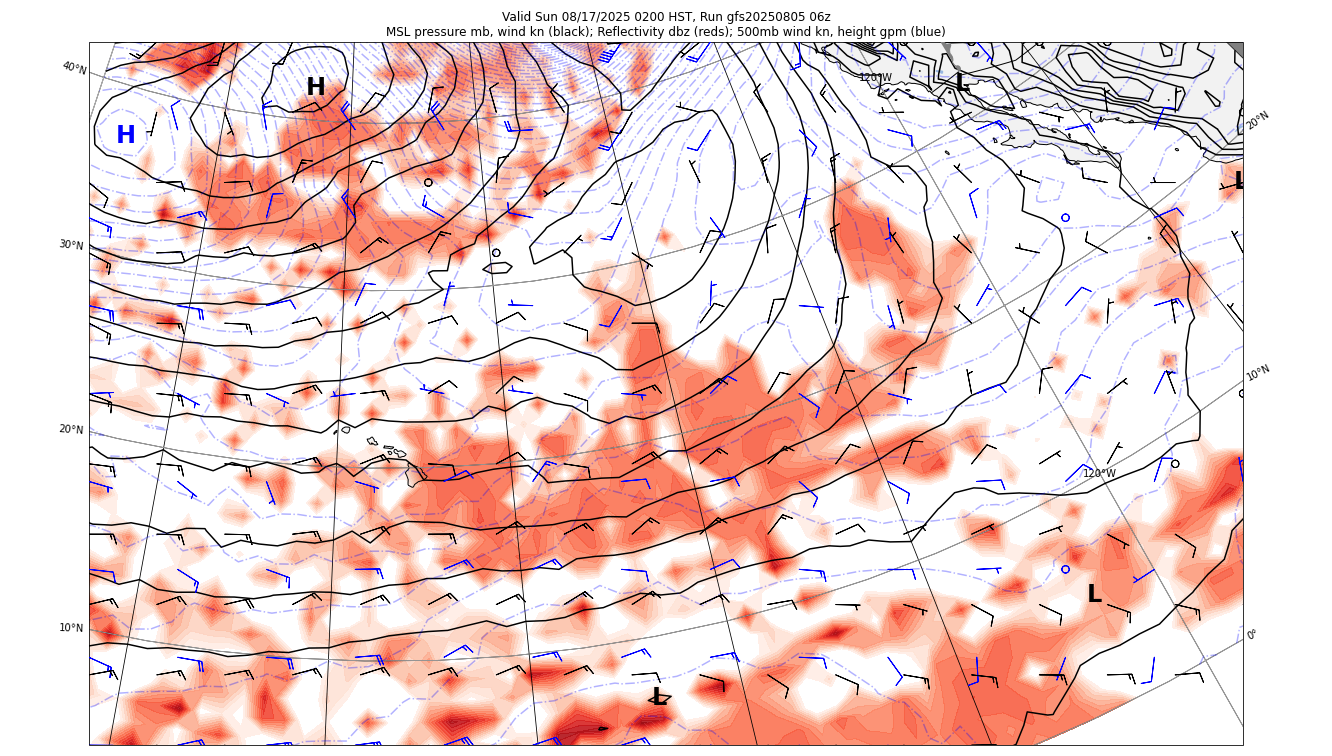 Valid Sun 08/17/2025 0200 HST, Run gfs20250805 06z
MSL pressure mb, wind kn (black); Reflectivity dbz (reds); 500mb wind kn, height gpm (blue)
40°N
H
120°W
L
20°N
H
L
30°N
10°N
20°N
120°W
L
10°N
0°
L